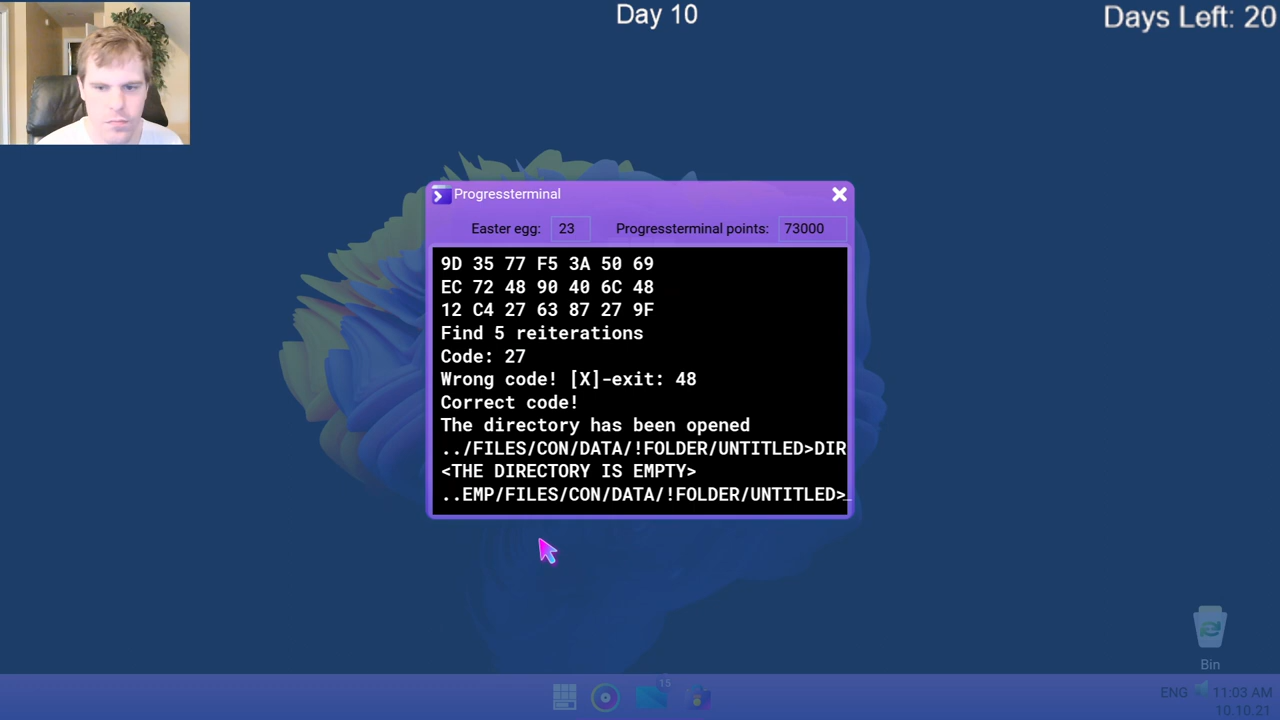 Day 10
Days Left: 20
Progressterminal
Easter egg: 23 Progressterminal points: 73000
9D 35 77 F5 3A 50 69
EC 72 48 90 40 6C 48
12 C4 27 63 87 27 9F
Find 5 reiterations
Code: 27
Wrong code! [X]-exit: 48
Correct code!
The directory has been opened
../FILES/CON/DATA/!FOLDER/UNTITLED>DIR
<THE DIRECTORY IS EMPTY>
..EMP/FILES/CON/DATA/!FOLDER/UNTITLED>_
Bin
15
ENG 11:03 AM
10.10.21